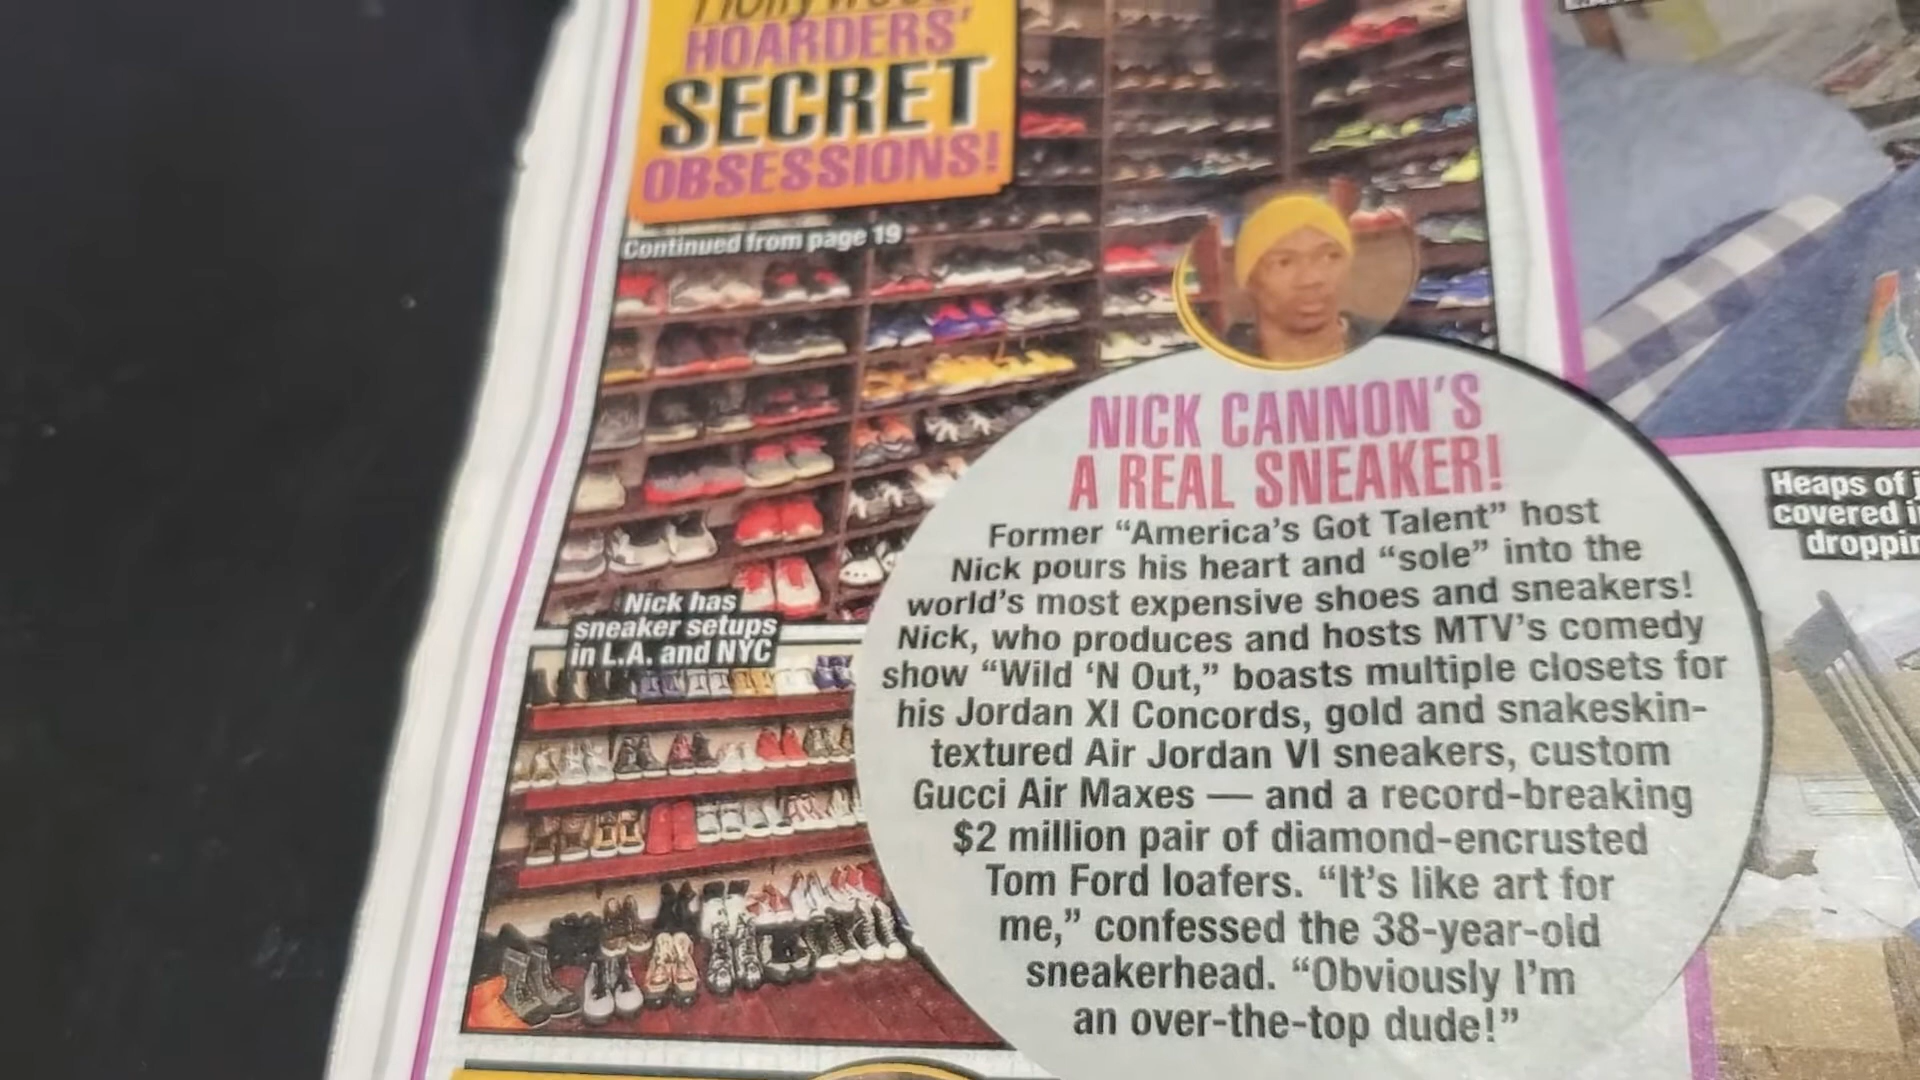 Hollywood
HOARDERS'
SECRET
OBSESSIONS!
Continued from page 19
Nick has
sneaker setups
in L.A. and NYC
NICK CANNON'S
A REAL SNEAKER!
Former “America's Got Talent” host
Nick pours his heart and “sole” into the
world's most expensive shoes and sneakers!
Nick, who produces and hosts MTV's comedy
show “Wild ‘N Out,” boasts multiple closets for
his Jordan XI Concords, gold and snakeskin-
textured Air Jordan VI sneakers, custom
Gucci Air Maxes — and a record-breaking
$2 million pair of diamond-encrusted
Tom Ford loafers. “It's like art for
me,” confessed the 38-year-old
sneakerhead. “Obviously I'm
an over-the-top dude!”
Heaps of
covered